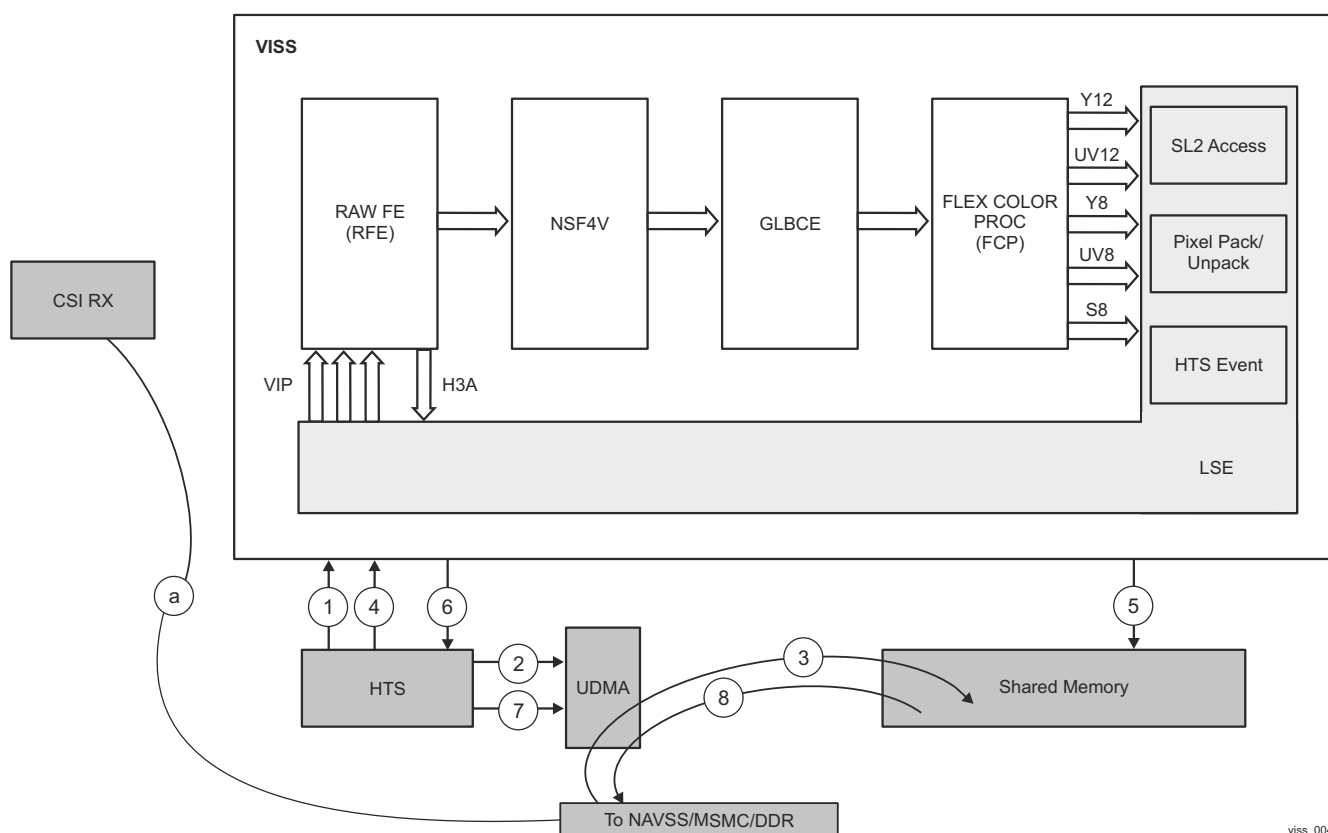 VISS
RAW FE
(RFE)
NSF4V
GLBCE
FLEX COLOR
PROC
(FCP)
Y12
UV12
Y8
UV8
S8
SL2 Access
Pixel Pack/
Unpack
HTS Event
CSI RX
VIP
H3A
LSE
a
1
4
6
5
HTS
2
7
UDMA
3
8
Shared Memory
To NAVSS/MSMC/DDR